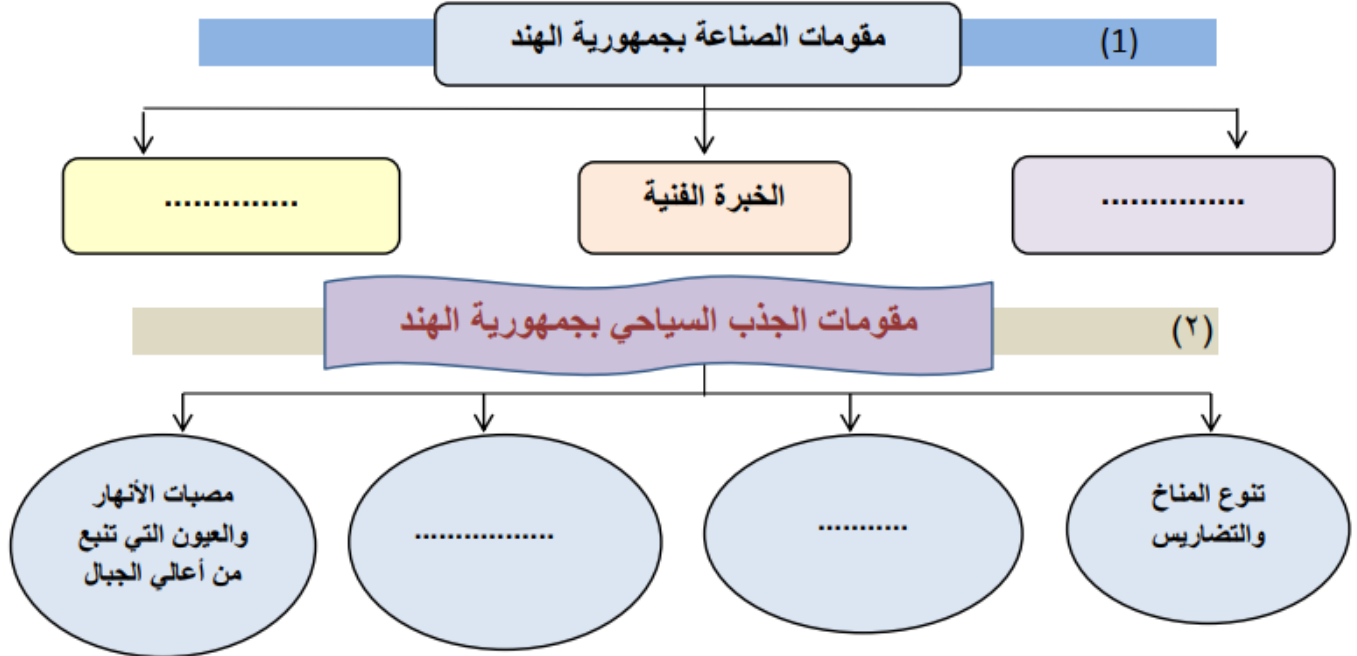 (1)
مقومات الصناعة بجمهورية الهند
...............
الخبرة الفنية
..............
(٢)
مقومات الجذب السياحي بجمهورية الهند
تنوع المناخ
والتضاريس
...........
.................
مصبات الأنهار
والعيون التي تنبع
من أعالي الجبال